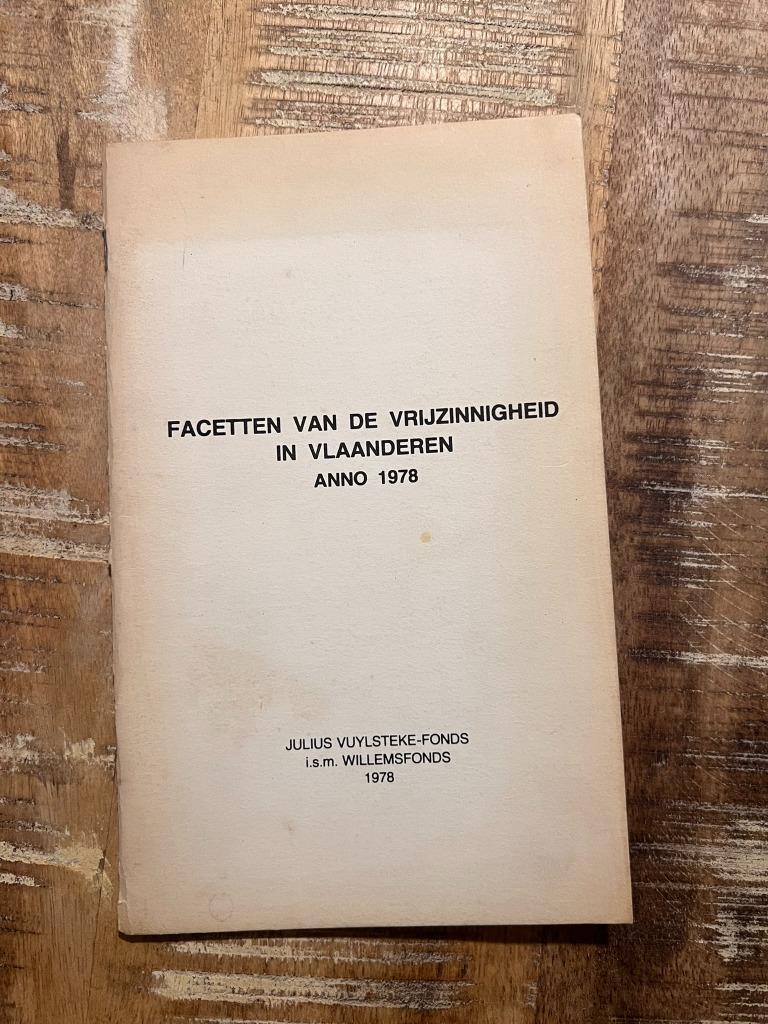 FACETTEN VAN DE VRIJZINNIGHEID
IN VLAANDEREN
ANNO 1978
JULIUS VUYLSTEKE-FONDS
i.s.m. WILLEMSFONDS
1978